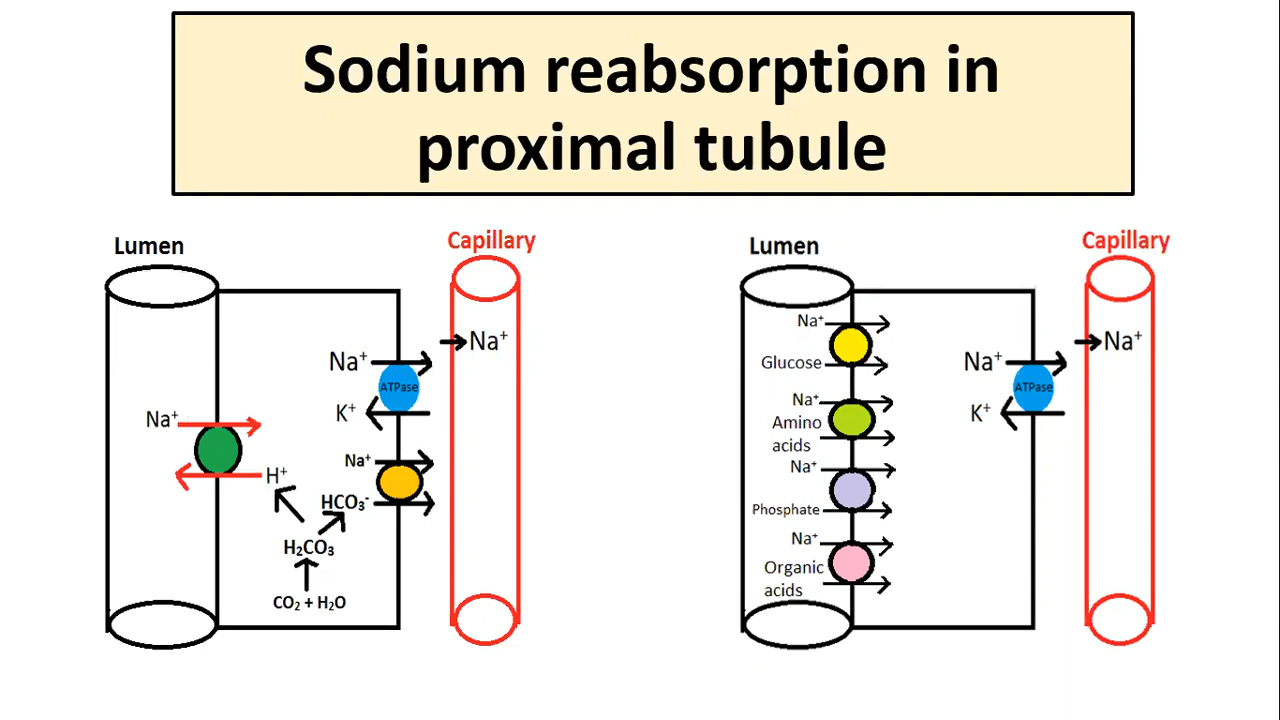 Sodium reabsorption in
proximal tubule
Lumen
Capillary
Na⁺
Na⁺
ATPase
K⁺
Na⁺
Na⁺
H⁺
HCO₃⁻
H₂CO₃
CO₂ + H₂O
Lumen
Capillary
Na⁺
Glucose
Na⁺
Amino
acids
Na⁺
Phosphate
Na⁺
Organic
acids
Na⁺
ATPase
K⁺
Na⁺